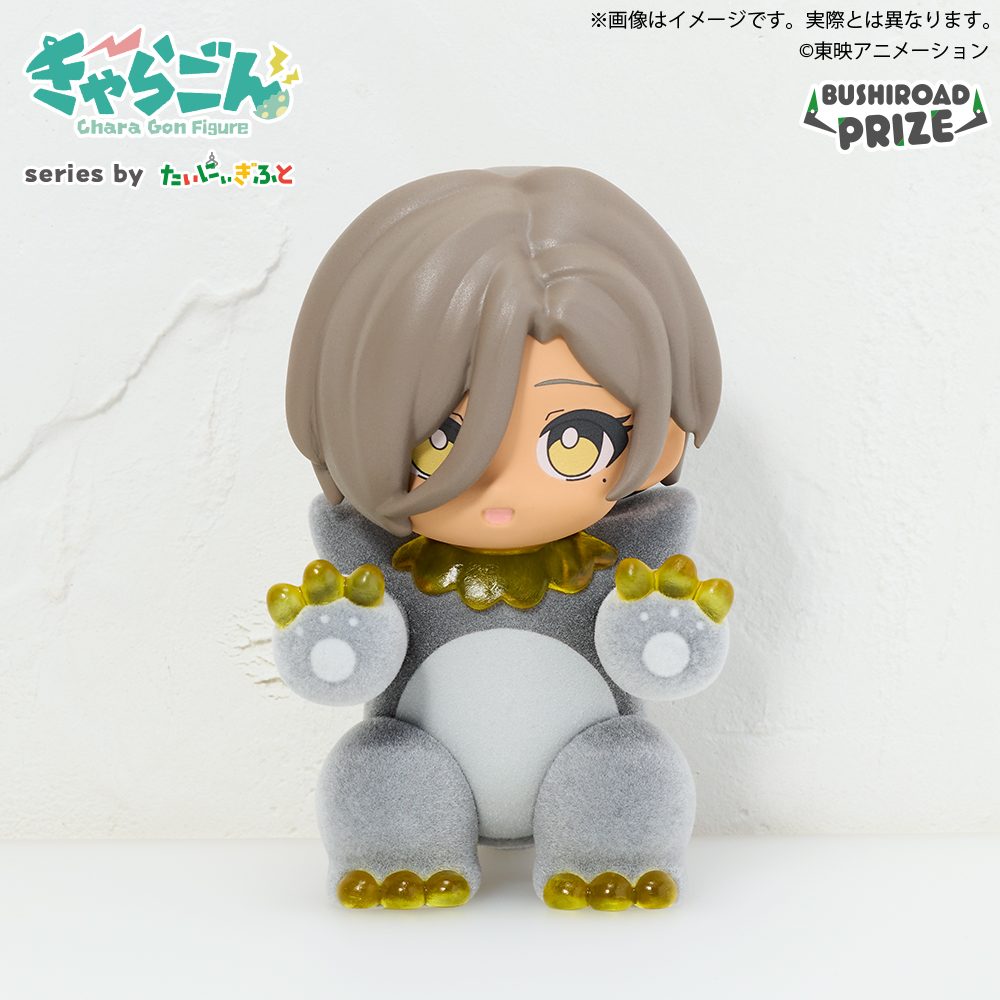 きゃらごん
Chara Gon Figure
series by たいにぃぎふと
※画像はイメージです。実際とは異なります。
©東映アニメーション
BUSHIROAD
PRIZE